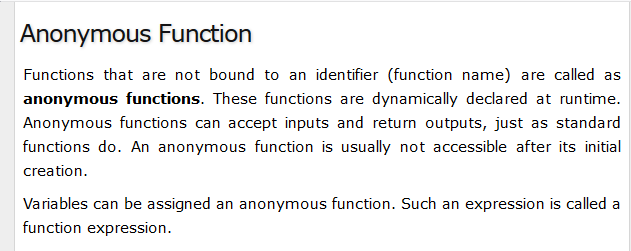 Anonymous Function
Functions that are not bound to an identifier (function name) are called as
anonymous functions. These functions are dynamically declared at runtime.
Anonymous functions can accept inputs and return outputs, just as standard
functions do. An anonymous function is usually not accessible after its initial
creation.
Variables can be assigned an anonymous function. Such an expression is called a
function expression.